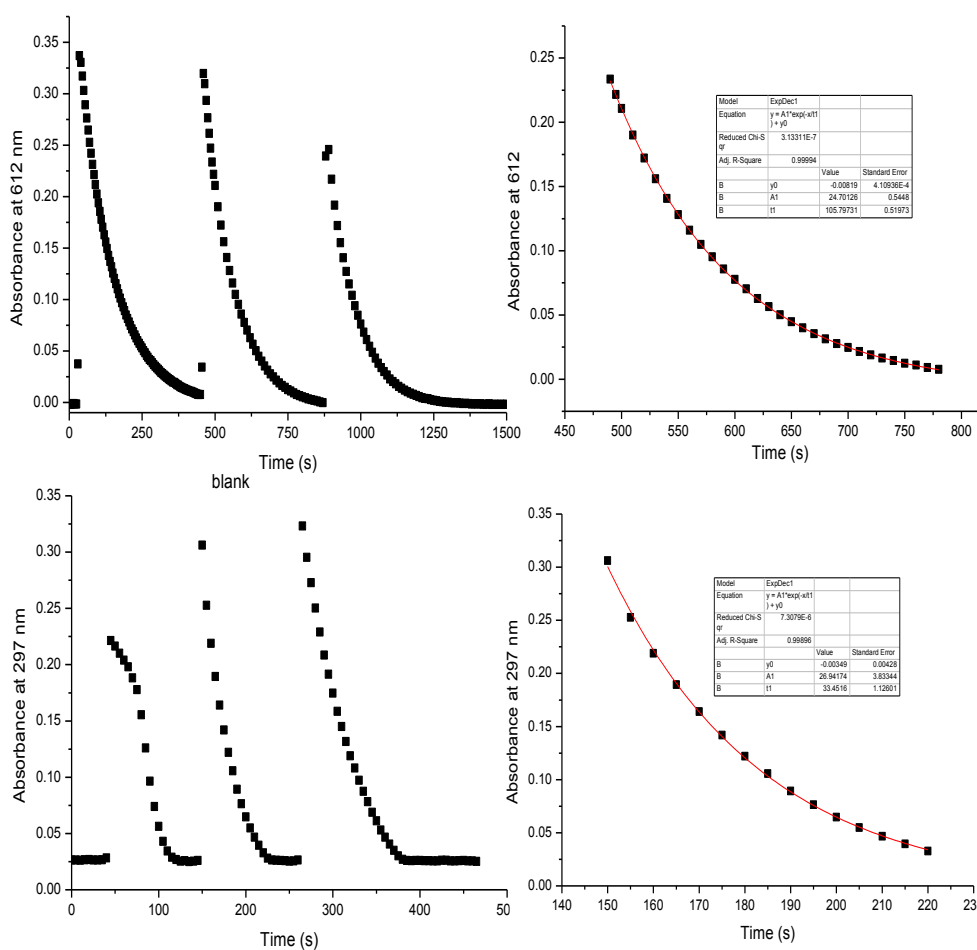 Absorbance at 612 nm
0.35
0.30
0.25
0.20
0.15
0.10
0.05
0.00
0 250 500 750 1000 1250 1500
Time (s)
Absorbance at 612
0.25
0.20
0.15
0.10
0.05
0.00
450 500 550 600 650 700 750 800
Time (s)
Model ExpDec1
Equation y = A1*exp(-x/t1
) + y0
Reduced Chi-S
qr
3.13311E-7
Adj. R-Square 0.99994
Value Standard Error
B y0 -0.00819 4.10936E-4
B A1 24.70126 0.5448
B t1 105.79731 0.51973
blank
Absorbance at 297 nm
0.35
0.30
0.25
0.20
0.15
0.10
0.05
0.00
0 100 200 300 400 500
Time (s)
Absorbance at 297 nm
0.35
0.30
0.25
0.20
0.15
0.10
0.05
0.00
140 150 160 170 180 190 200 210 220 23
Time (s)
Model ExpDec1
Equation y = A1*exp(-x/t1
) + y0
Reduced Chi-S
qr
7.3079E-6
Adj. R-Square 0.99896
Value Standard Error
B y0 -0.00349 0.00428
B A1 26.94174 3.83344
B t1 33.4516 1.12601